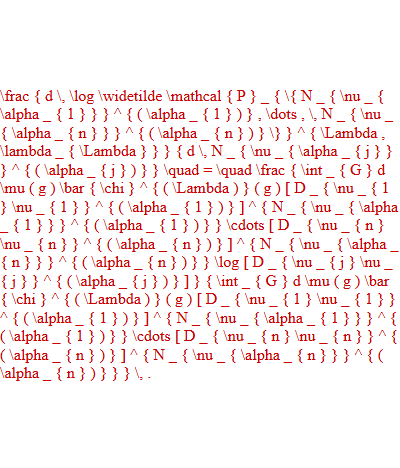 \frac { d \, \log \widetilde \mathcal { P } _ { \{ N _ { \nu _ {
\alpha _ { 1 } } } ^ { ( \alpha _ { 1 } ) } , \dots , \, N _ { \nu _
{ \alpha _ { n } } } ^ { ( \alpha _ { n } ) } \} } ^ { \Lambda ,
\lambda _ { \Lambda } } } { d \, N _ { \nu _ { \alpha _ { j } }
} ^ { ( \alpha _ { j } ) } } \quad = \quad \frac { \int _ { G } d
\mu ( g ) \bar { \chi } ^ { ( \Lambda ) } ( g ) [ D _ { \nu _ { 1
} \nu _ { 1 } } ^ { ( \alpha _ { 1 } ) } ] ^ { N _ { \nu _ { \alpha
_ { 1 } } } ^ { ( \alpha _ { 1 } ) } } \cdots [ D _ { \nu _ { n }
\nu _ { n } } ^ { ( \alpha _ { n } ) } ] ^ { N _ { \nu _ { \alpha _
{ n } } } ^ { ( \alpha _ { n } ) } } \log [ D _ { \nu _ { j } \nu _
{ j } } ^ { ( \alpha _ { j } ) } ] } { \int _ { G } d \mu ( g ) \bar
{ \chi } ^ { ( \Lambda ) } ( g ) [ D _ { \nu _ { 1 } \nu _ { 1 } }
^ { ( \alpha _ { 1 } ) } ] ^ { N _ { \nu _ { \alpha _ { 1 } } } ^ {
( \alpha _ { 1 } ) } } \cdots [ D _ { \nu _ { n } \nu _ { n } } ^ {
( \alpha _ { n } ) } ] ^ { N _ { \nu _ { \alpha _ { n } } } ^ { (
\alpha _ { n } ) } } } \, .